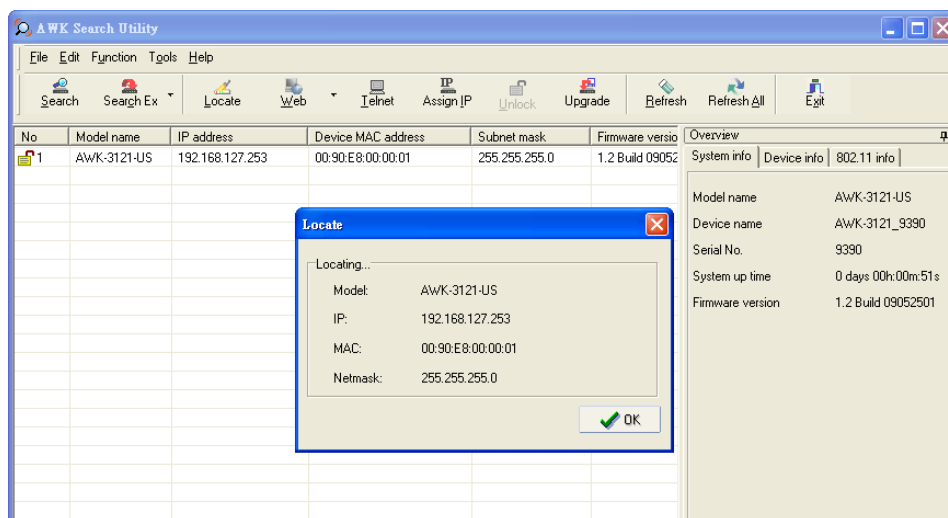 AWK Search Utility
File Edit Function Tools Help
Search Search Ex Locate Web Telnet Assign IP Unlock Upgrade Refresh Refresh All Exit
No Model name IP address Device MAC address Subnet mask Firmware versio
1 AWK-3121-US 192.168.127.253 00:90:E8:00:00:01 255.255.255.0 1.2 Build 09052
Overview
System info Device info 802.11 info
Model name AWK-3121-US
Device name AWK-3121_9390
Serial No. 9390
System up time 0 days 00h:00m:51s
Firmware version 1.2 Build 09052501
Locate
Locating...
Model: AWK-3121-US
IP: 192.168.127.253
MAC: 00:90:E8:00:00:01
Netmask: 255.255.255.0
OK